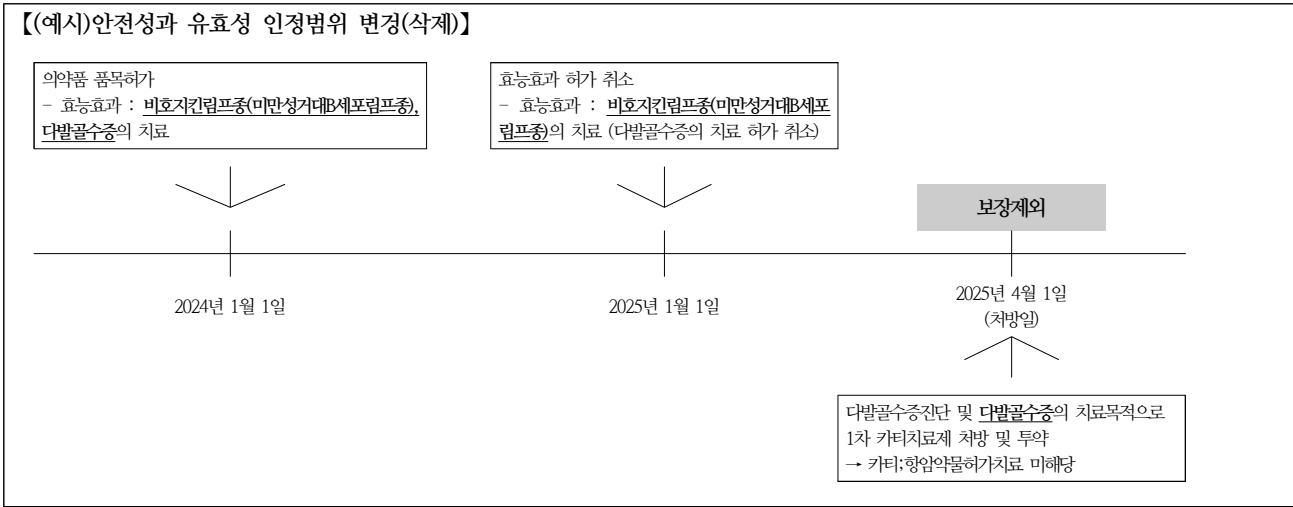 【(예시)안전성과 유효성 인정범위 변경(삭제)】
의약품 품목허가
- 효능효과 : 비호지킨림프종(미만성거대B세포림프종),
다발골수증의 치료
효능효과 허가 취소
- 효능효과 : 비호지킨림프종(미만성거대B세포
림프종)의 치료 (다발골수증의 치료 허가 취소)
보장제외
2024년 1월 1일
2025년 1월 1일
2025년 4월 1일
(처방일)
다발골수증진단 및 다발골수증의 치료목적으로
1차 카티치료제 처방 및 투약
→ 카티;항암약물허가치료 미해당